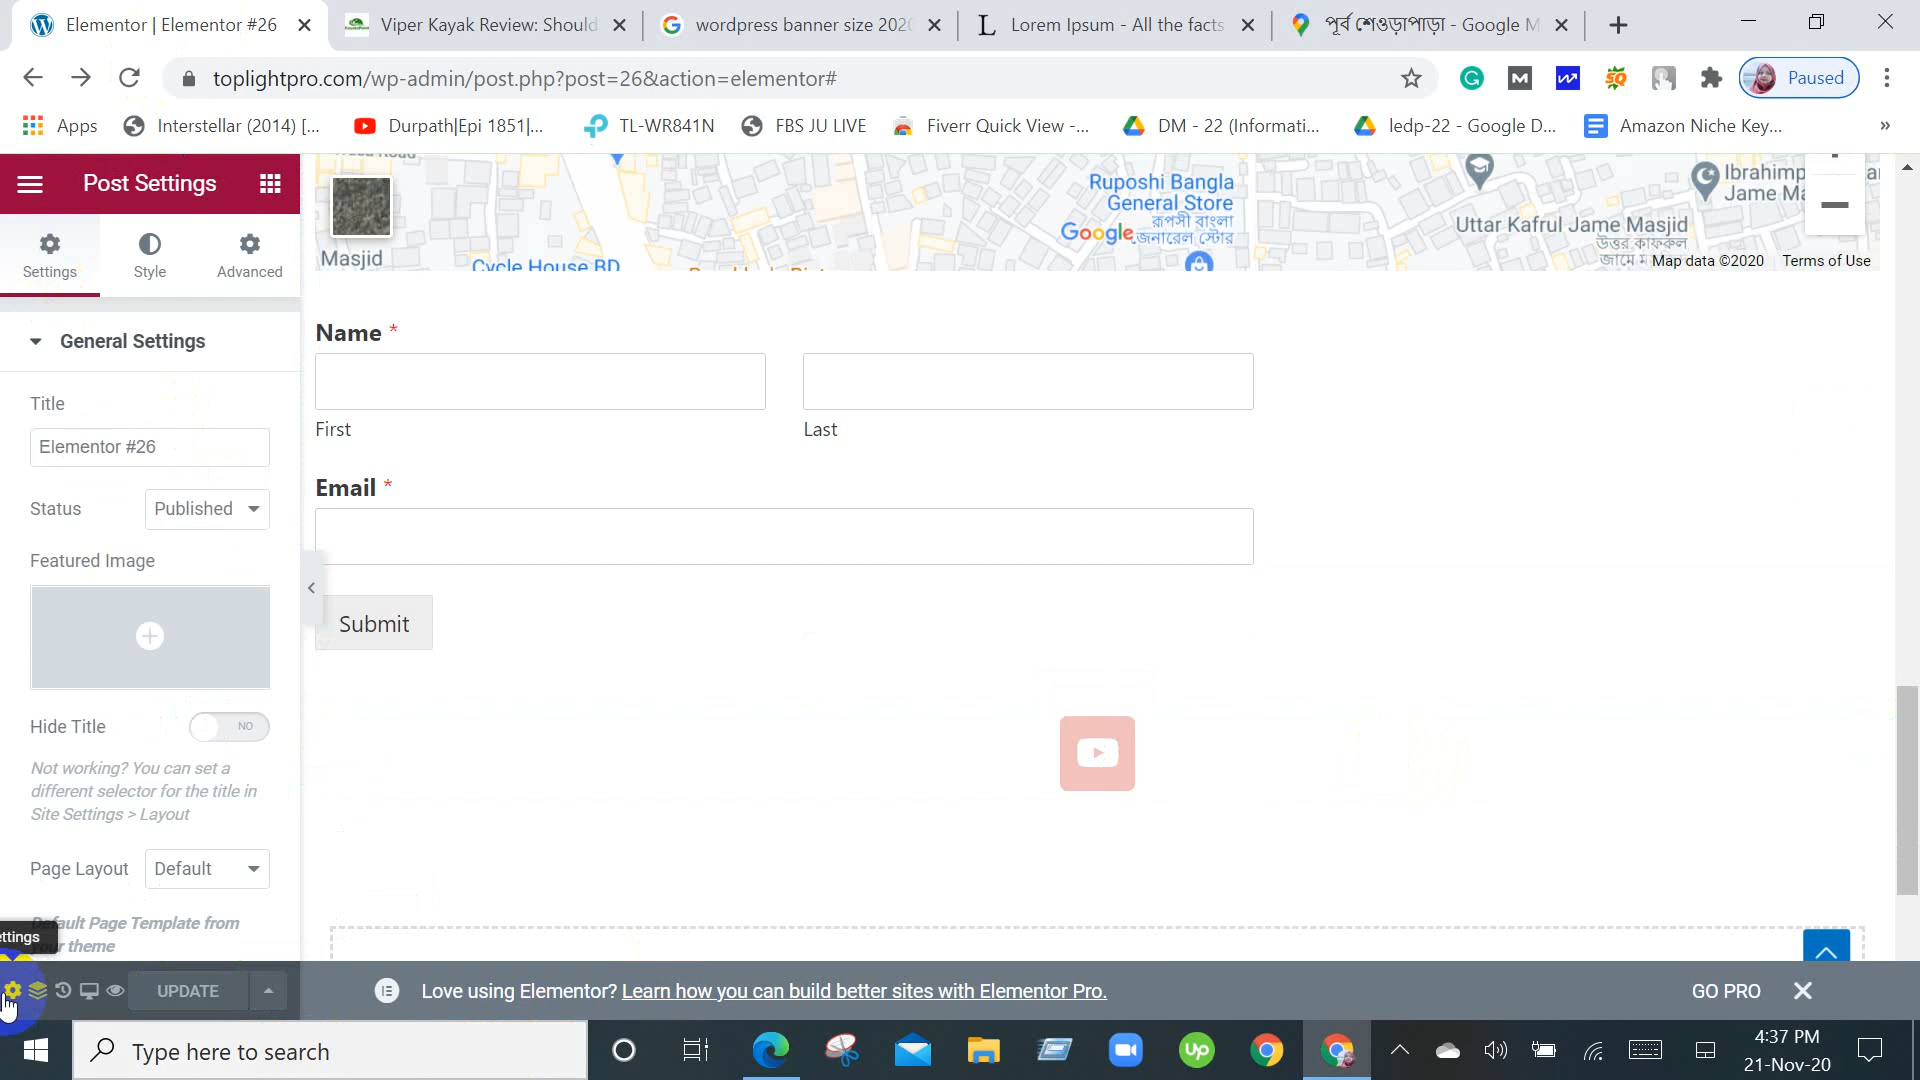 Elementor | Elementor #26
Viper Kayak Review: Should
wordpress banner size 202
Lorem Ipsum - All the facts
পূর্ব শেওড়াপাড়া - Google M
toplightpro.com/wp-admin/post.php?post=26&action=elementor#
Paused
Apps
Interstellar (2014) [...
Durpath|Epi 1851|...
TL-WR841N
FBS JU LIVE
Fiverr Quick View -...
DM - 22 (Informati...
ledp-22 - Google D...
Amazon Niche Key...
»
Post Settings
Settings
Style
Advanced
Ruposhi Bangla
General Store
রূপসী বাংলা
জেনারেল স্টোর
Google
Masjid
Cycle House BD
Uttar Kafrul Jame Masjid
উত্তর কাফরুল
জামে ম
Ibrahimp
Jame Ma
Map data ©2020
Terms of Use
General Settings
Title
Elementor #26
Status
Published
Featured Image
Hide Title
NO
Not working? You can set a
different selector for the title in
Site Settings > Layout
Page Layout
Default
Default Page Template from
your theme
ettings
UPDATE
Name *
First
Last
Email *
Submit
Love using Elementor? Learn how you can build better sites with Elementor Pro.
GO PRO
Type here to search
4:37 PM
21-Nov-20